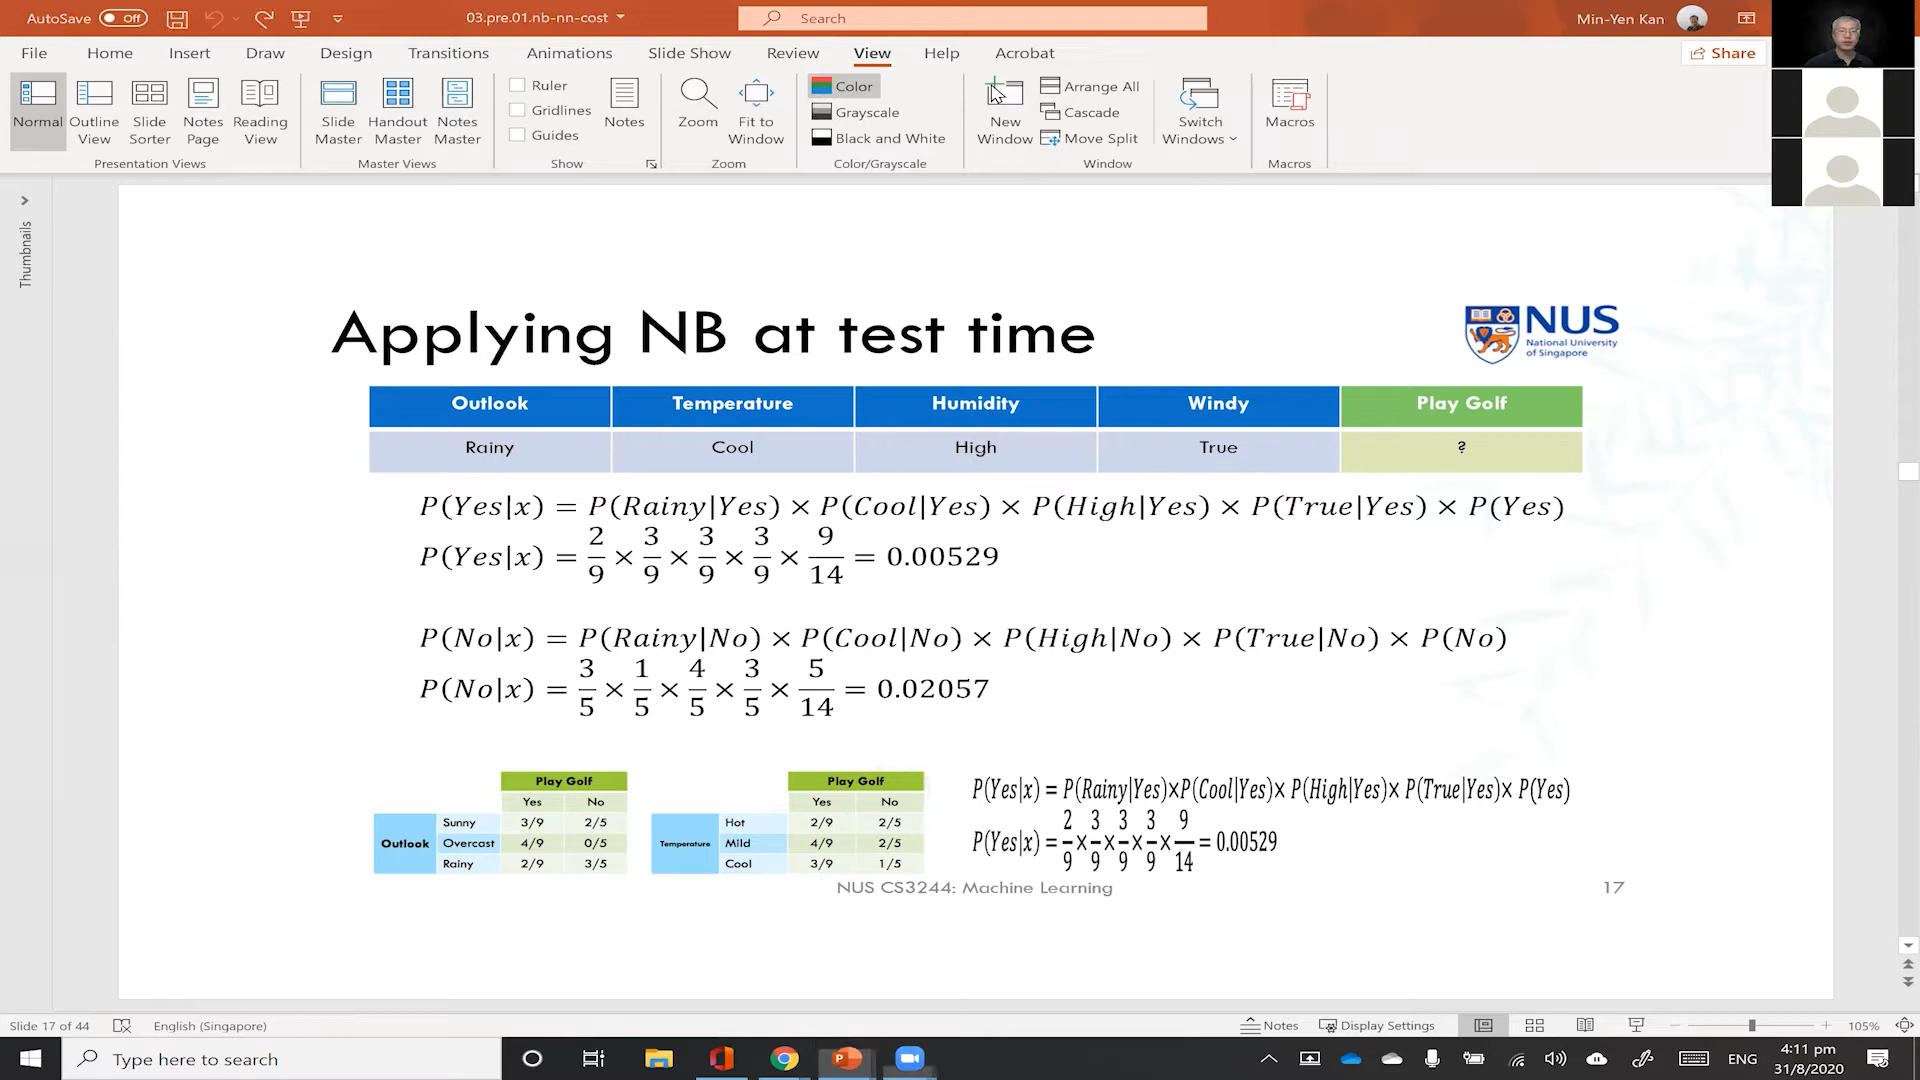 AutoSave Off 03.pre.01.nb-nn-cost Search Min-Yen Kan
File Home Insert Draw Design Transitions Animations Slide Show Review View Help Acrobat Share
Normal Outline View Slide Sorter Notes Page Reading View
Presentation Views
Slide Master Handout Master Notes Master
Master Views
Ruler
Gridlines
Guides
Notes
Show
Zoom Fit to Window
Zoom
Color
Grayscale
Black and White
Color/Grayscale
New Window
Arrange All
Cascade
Move Split
Switch Windows
Window
Macros
Macros
Thumbnails
Applying NB at test time
NUS
National University
of Singapore
Outlook Temperature Humidity Windy Play Golf
Rainy Cool High True ?
P(Yes|x) = P(Rainy|Yes) × P(Cool|Yes) × P(High|Yes) × P(True|Yes) × P(Yes)
P(Yes|x) = 2/9 × 3/9 × 3/9 × 3/9 × 9/14 = 0.00529
P(No|x) = P(Rainy|No) × P(Cool|No) × P(High|No) × P(True|No) × P(No)
P(No|x) = 3/5 × 1/5 × 4/5 × 3/5 × 5/14 = 0.02057
Play Golf
Yes No
Outlook
Sunny 3/9 2/5
Overcast 4/9 0/5
Rainy 2/9 3/5
Play Golf
Yes No
Temperature
Hot 2/9 2/5
Mild 4/9 2/5
Cool 3/9 1/5
P(Yes|x) = P(Rainy|Yes)×P(Cool|Yes)× P(High|Yes)× P(True|Yes)× P(Yes)
P(Yes|x) = 2/9 × 3/9 × 3/9 × 3/9 × 9/14 = 0.00529
NUS CS3244: Machine Learning 17
Slide 17 of 44 English (Singapore) Notes Display Settings 105%
Type here to search ENG 4:11 pm
31/8/2020